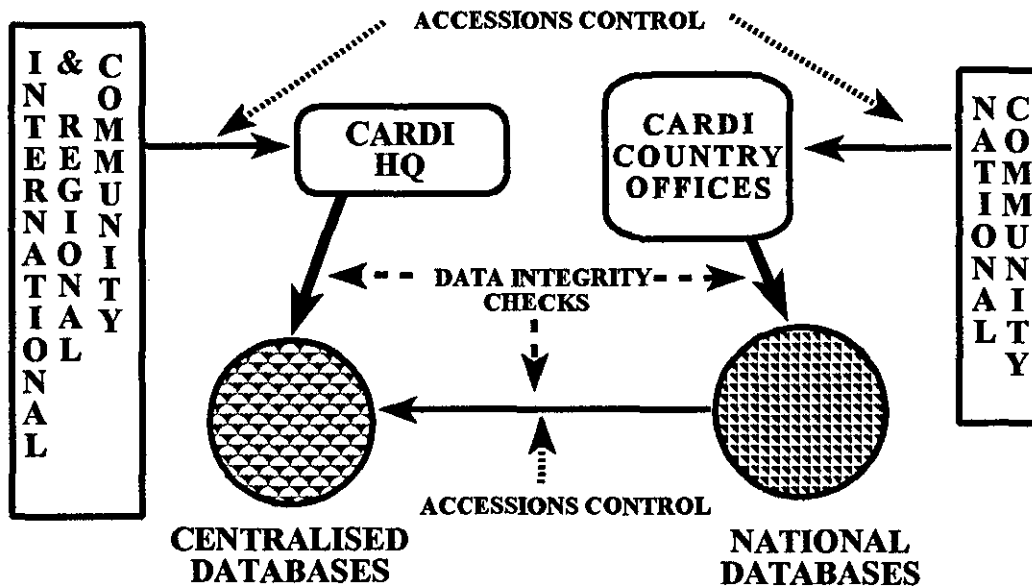 ACCESSIONS CONTROL
INTERNATIONAL
& REGIONAL
COMMUNITY
CARDI
HQ
CARDI
COUNTRY
OFFICES
NATIONAL
COMMUNITY
DATA INTEGRITY
CHECKS
ACCESSIONS CONTROL
CENTRALISED
DATABASES
NATIONAL
DATABASES